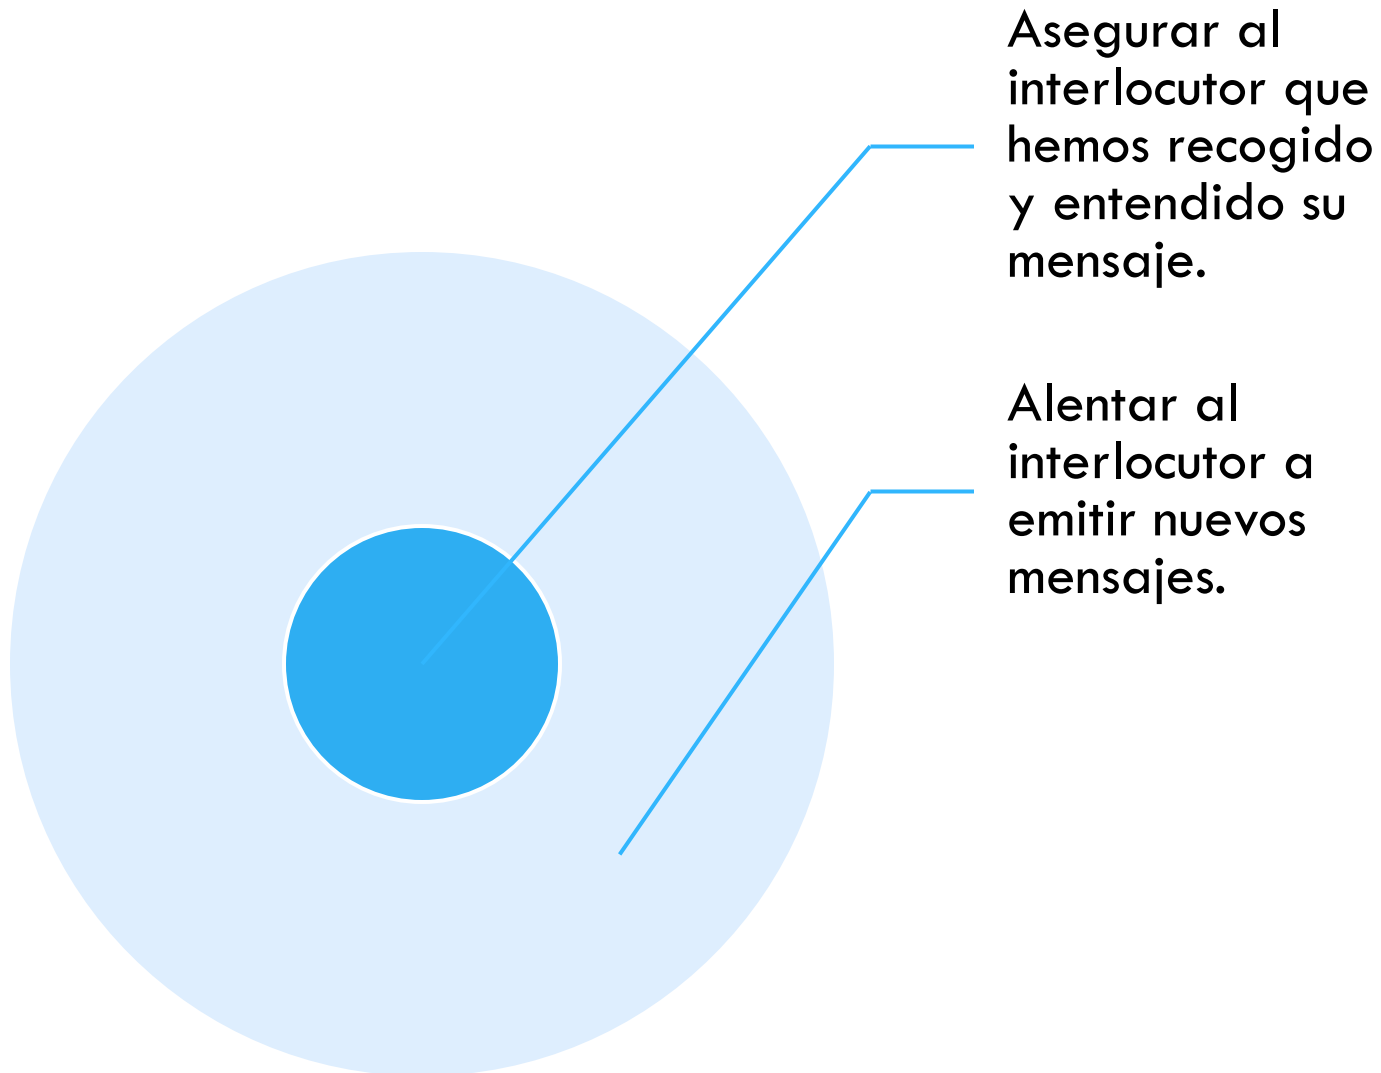 Asegurar al
interlocutor que
hemos recogido
y entendido su
mensaje.
Alentar al
interlocutor a
emitir nuevos
mensajes.